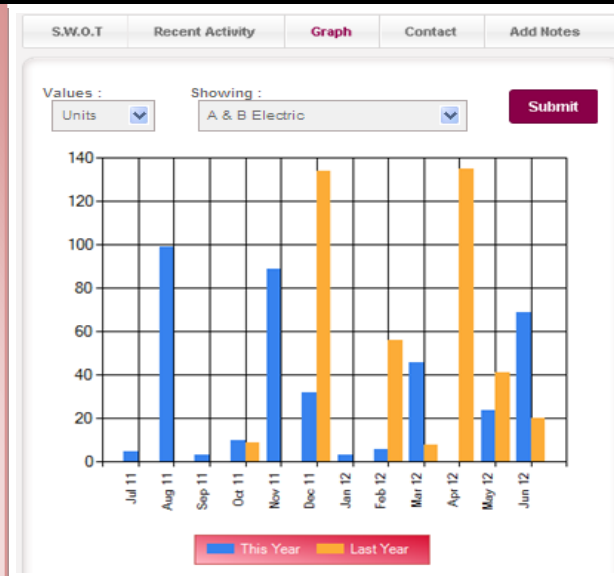 S.W.O.T Recent Activity Graph Contact Add Notes
Values : Showing :
Units A & B Electric Submit
140
120
100
80
60
40
20
0
Jul 11 Aug 11 Sep 11 Oct 11 Nov 11 Dec 11 Jan 12 Feb 12 Mar 12 Apr 12 May 12 Jun 12
This Year Last Year